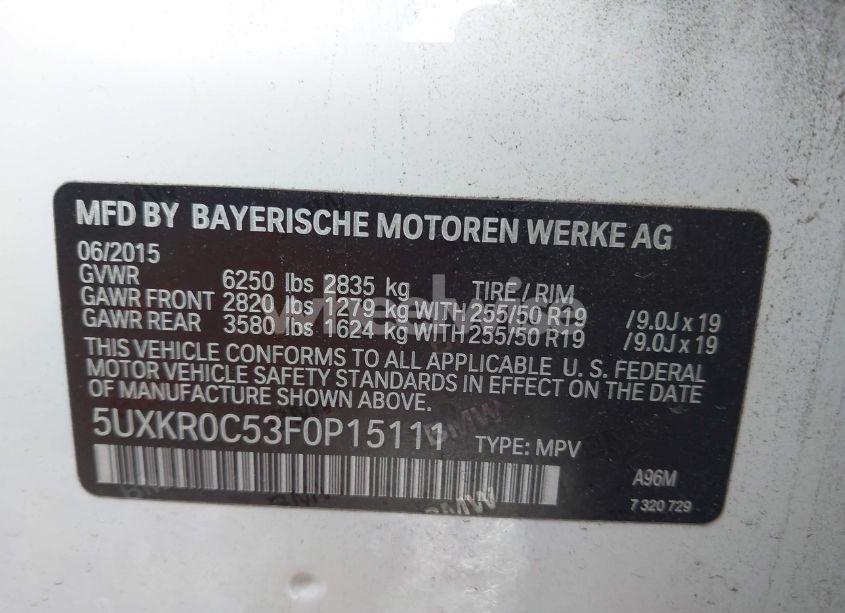 MFD BY BAYERISCHE MOTOREN WERKE AG
06/2015
GVWR 6250 lbs 2835 kg TIRE / RIM
GAWR FRONT 2820 lbs 1279 kg WITH 255/50 R19 / 9.0J x 19
GAWR REAR 3580 lbs 1624 kg WITH 255/50 R19 / 9.0J x 19
THIS VEHICLE CONFORMS TO ALL APPLICABLE U. S. FEDERAL
MOTOR VEHICLE SAFETY STANDARDS IN EFFECT ON THE DATE
OF MANUFACTURE SHOWN ABOVE.
5UXKR0C53F0P15111 TYPE: MPV
A96M
7 320 729
BMW
BMW
BMW